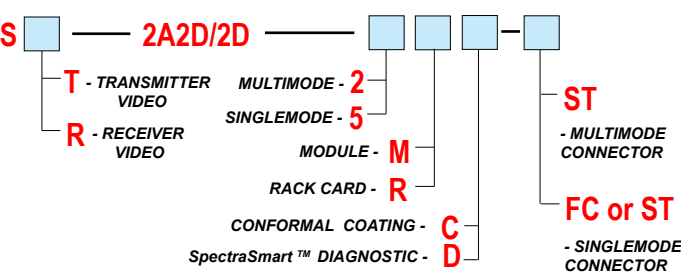 S — 2A2D/2D — -
T - TRANSMITTER
VIDEO
R - RECEIVER
VIDEO
MULTIMODE - 2
SINGLEMODE - 5
MODULE - M
RACK CARD - R
CONFORMAL COATING - C
SpectraSmart ™ DIAGNOSTIC - D
ST
- MULTIMODE
CONNECTOR
FC or ST
- SINGLEMODE
CONNECTOR